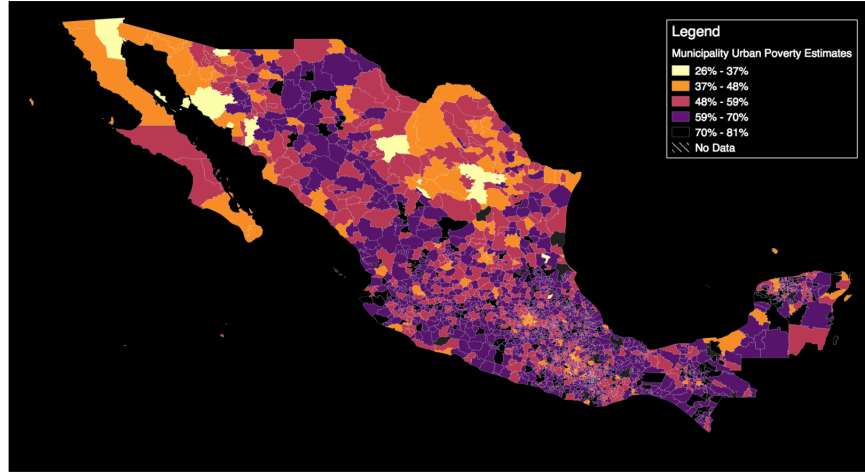 Legend
Municipality Urban Poverty Estimates
26% - 37%
37% - 48%
48% - 59%
59% - 70%
70% - 81%
No Data